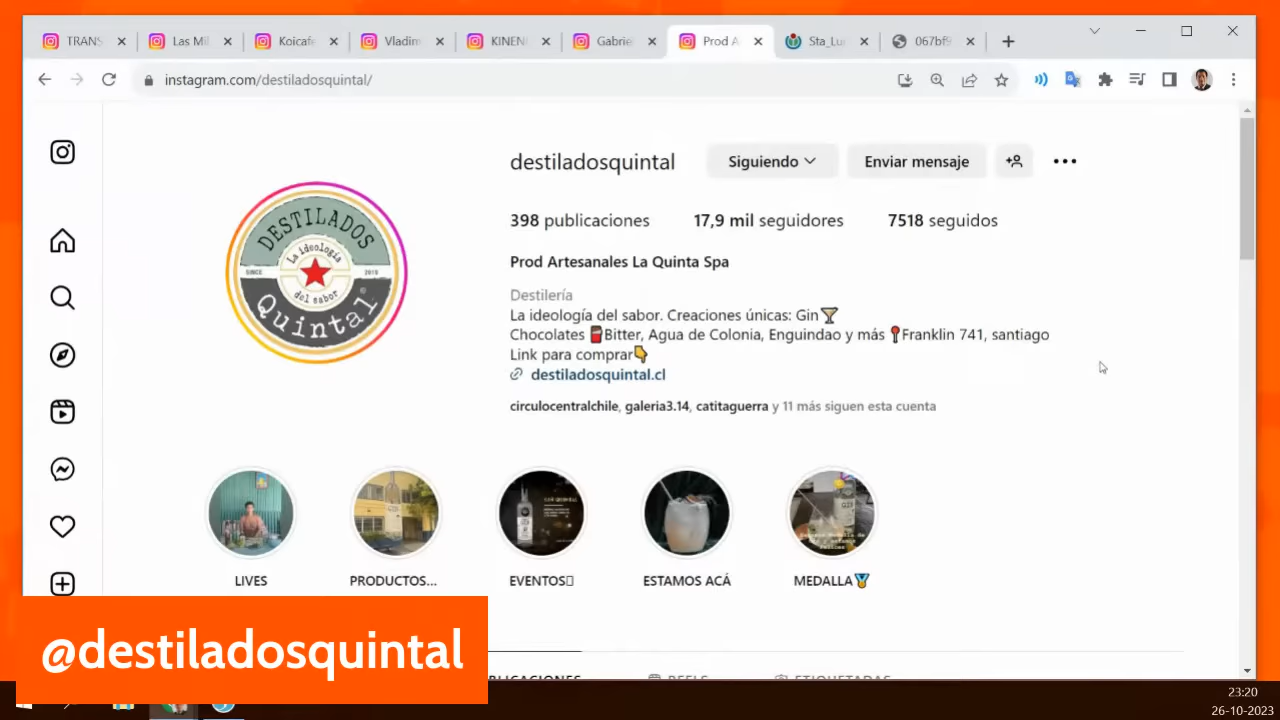 TRANS
Las Mil
Koicafe
Vladim
KINEN
Gabrie
Prod A
Sta_Lu
067bf9
instagram.com/destiladosquintal/
destiladosquintal
Siguiendo
Enviar mensaje
398 publicaciones
17,9 mil seguidores
7518 seguidos
Prod Artesanales La Quinta Spa
Destilería
La ideología del sabor. Creaciones únicas: Gin🍸
Chocolates 🥫Bitter, Agua de Colonia, Enguindao y más 📍Franklin 741, santiago
Link para comprar👇
destiladosquintal.cl
circulocentralchile, galeria3.14, catitaguerra y 11 más siguen esta cuenta
DESTILADOS
La ideología
SINCE
2019
del sabor
Quintal
LIVES
PRODUCTOS...
EVENTOS▯
ESTAMOS ACÁ
MEDALLA🏅
@destiladosquintal
23:20
26-10-2023